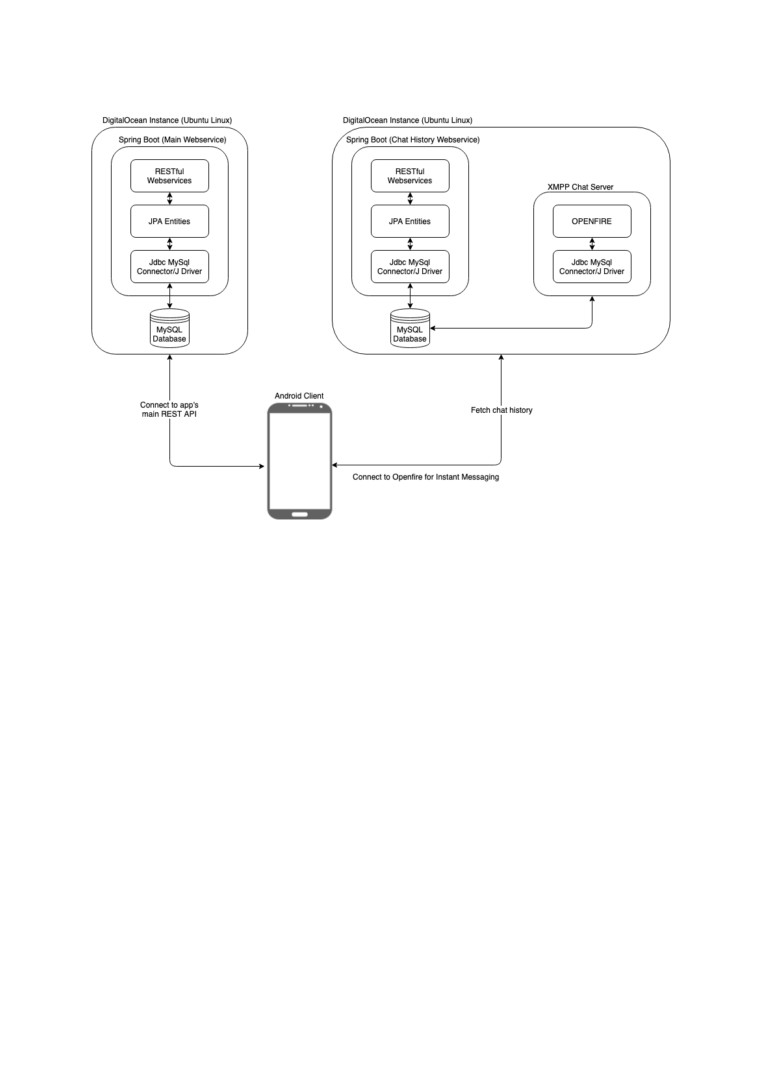 DigitalOcean Instance (Ubuntu Linux)
Spring Boot (Main Webservice)
RESTful
Webservices
JPA Entities
Jdbc MySql
Connector/J Driver
MySQL
Database
DigitalOcean Instance (Ubuntu Linux)
Spring Boot (Chat History Webservice)
RESTful
Webservices
JPA Entities
Jdbc MySql
Connector/J Driver
MySQL
Database
XMPP Chat Server
OPENFIRE
Jdbc MySql
Connector/J Driver
Connect to app's
main REST API
Android Client
Fetch chat history
Connect to Openfire for Instant Messaging